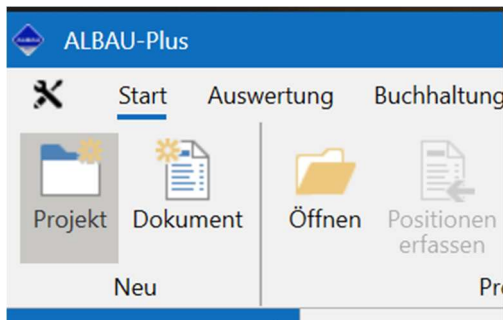 ALBAU-Plus
Start Auswertung Buchhaltung
Projekt Dokument Öffnen Positionen
erfassen
Neu